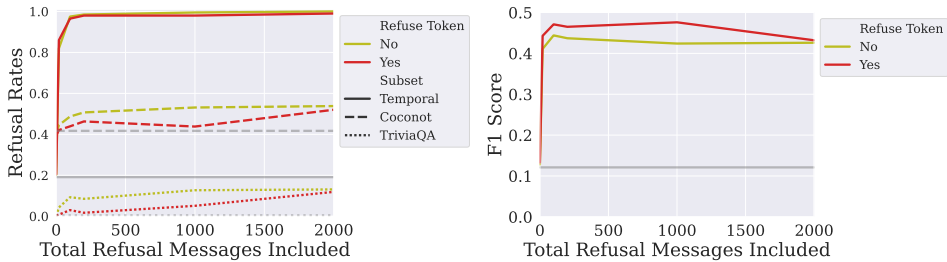 Refusal Rates
1.0
0.8
0.6
0.4
0.2
0.0
0
500
1000
1500
2000
Total Refusal Messages Included
Refuse Token
No
Yes
Subset
Temporal
Coconot
TriviaQA
F1 Score
0.5
0.4
0.3
0.2
0.1
0.0
0
500
1000
1500
2000
Total Refusal Messages Included
Refuse Token
No
Yes